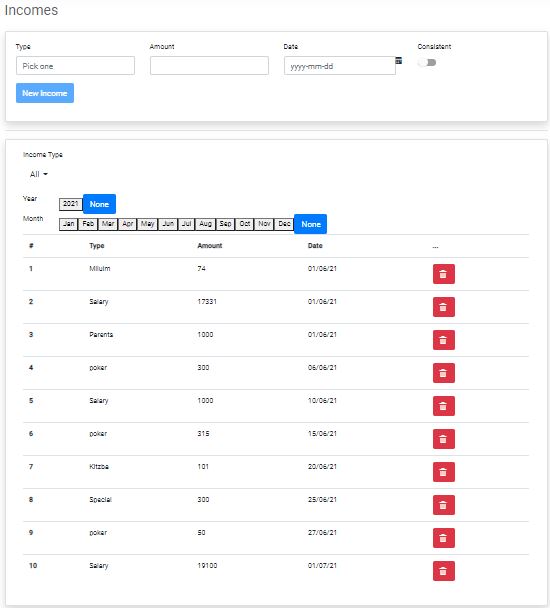 Incomes
Type Amount Date Consistent
Pick one yyyy-mm-dd
New Income
Income Type
All
Year 2021 None
Month Jan Feb Mar Apr May Jun Jul Aug Sep Oct Nov Dec None
# Type Amount Date ...
1 Miluim 74 01/06/21
2 Salary 17331 01/06/21
3 Parents 1000 01/06/21
4 poker 300 06/06/21
5 Salary 1000 10/06/21
6 poker 315 15/06/21
7 Kitzba 101 20/06/21
8 Special 300 25/06/21
9 poker 50 27/06/21
10 Salary 19100 01/07/21